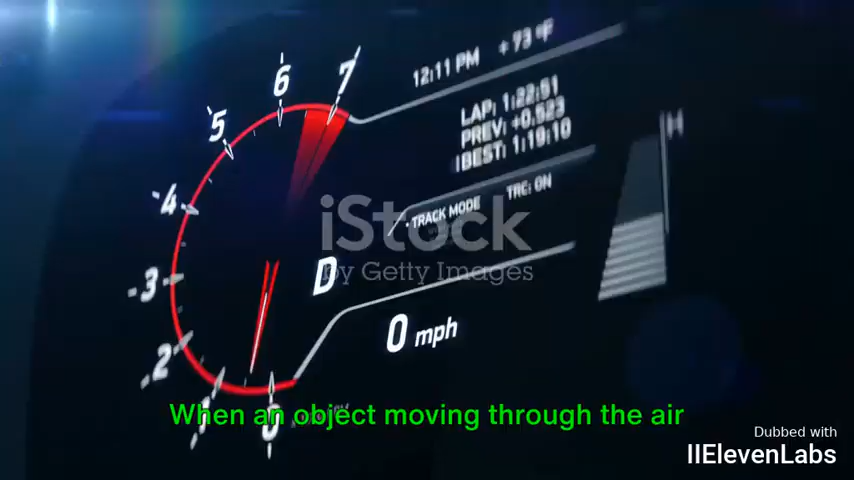 7
6
5
4
3
2
1
0
12:11 PM +73 °F
LAP: 1:22:51
PREV: +0.523
BEST: 1:19:10
TRACK MODE TRC: ON
H
iStock
by Getty Images
D
0 mph
When an object moving through the air
Dubbed with
IIElevenLabs